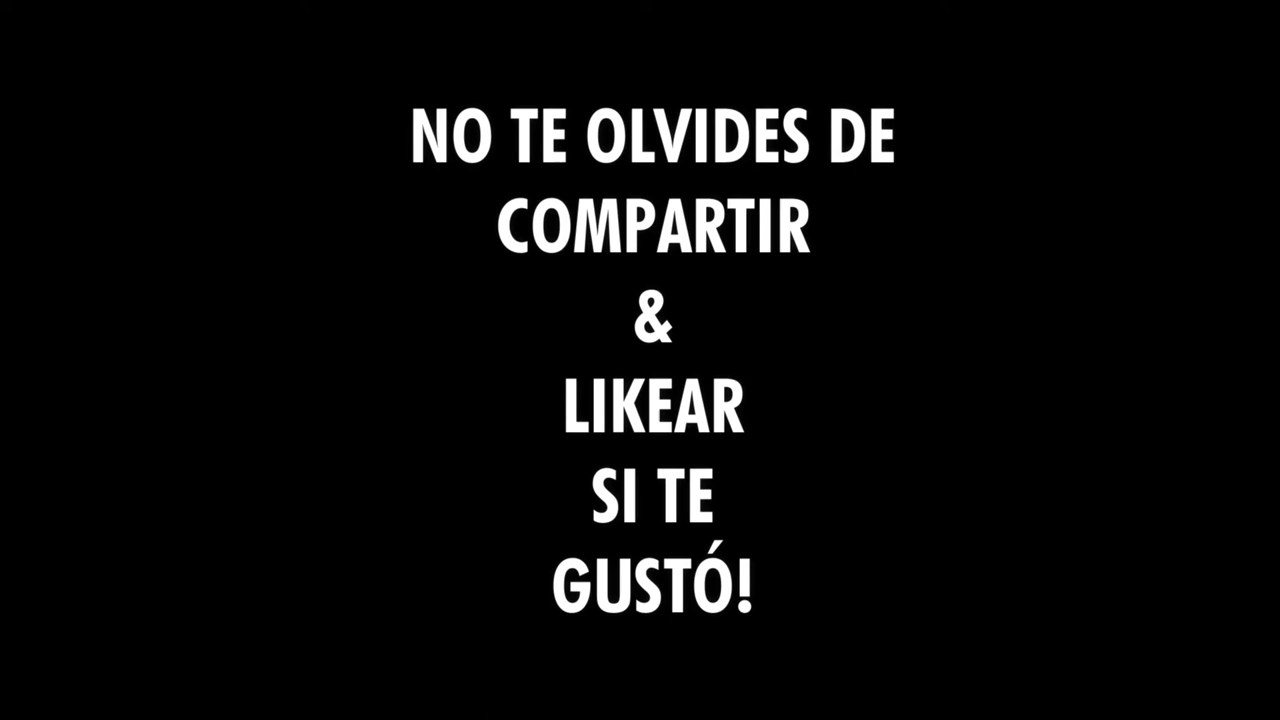 NO TE OLVIDES DE
COMPARTIR
&
LIKEAR
SI TE
GUSTÓ!